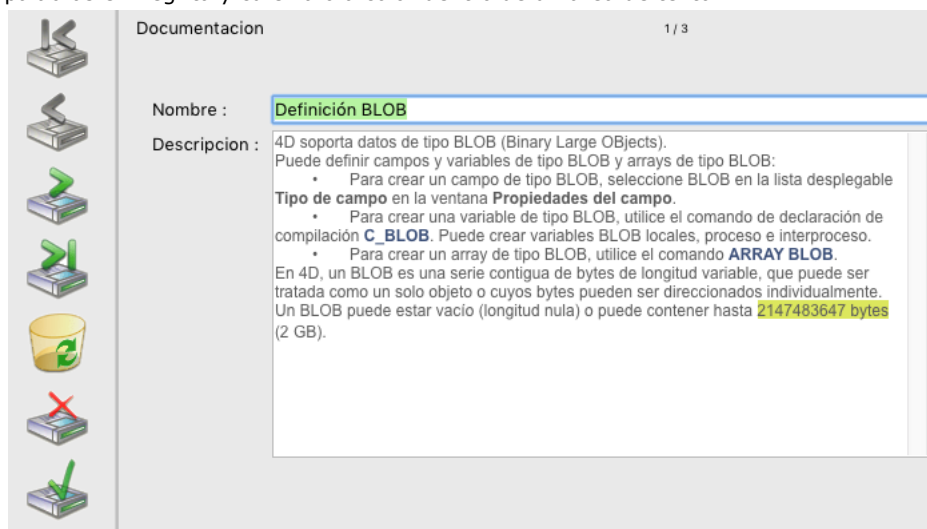 Documentacion
1 / 3
Nombre :
Definición BLOB
Descripcion :
4D soporta datos de tipo BLOB (Binary Large OBjects).
Puede definir campos y variables de tipo BLOB y arrays de tipo BLOB:
• Para crear un campo de tipo BLOB, seleccione BLOB en la lista desplegable
Tipo de campo en la ventana Propiedades del campo.
• Para crear una variable de tipo BLOB, utilice el comando de declaración de
compilación C_BLOB. Puede crear variables BLOB locales, proceso e interproceso.
• Para crear un array de tipo BLOB, utilice el comando ARRAY BLOB.
En 4D, un BLOB es una serie contigua de bytes de longitud variable, que puede ser
tratada como un solo objeto o cuyos bytes pueden ser direccionados individualmente.
Un BLOB puede estar vacío (longitud nula) o puede contener hasta 2147483647 bytes
(2 GB).